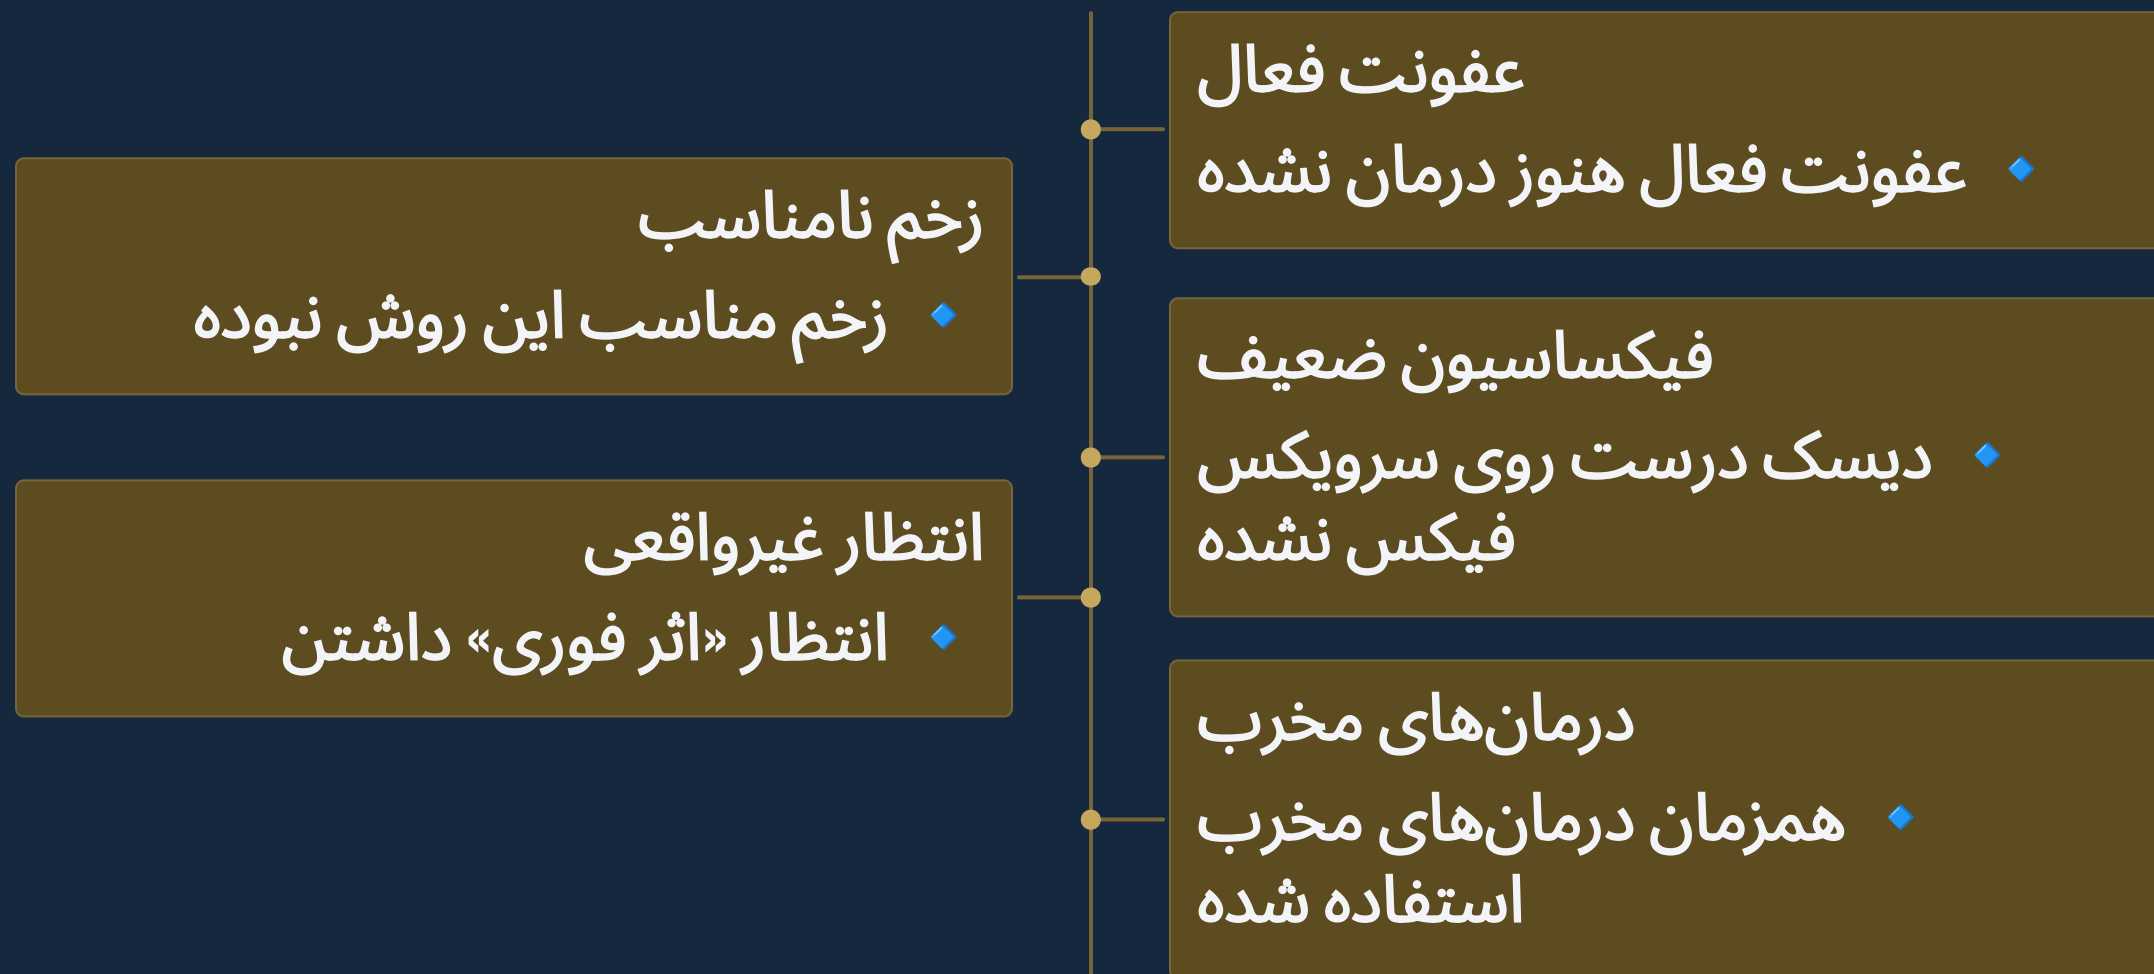 عفونت فعال
🔹 عفونت فعال هنوز درمان نشده
زخم نامناسب
🔹 زخم مناسب این روش نبوده
فیکساسیون ضعیف
🔹 دیسک درست روی سرویکس
فیکس نشده
انتظار غیرواقعی
🔹 انتظار «اثر فوری» داشتن
درمان‌های مخرب
🔹 همزمان درمان‌های مخرب
استفاده شده